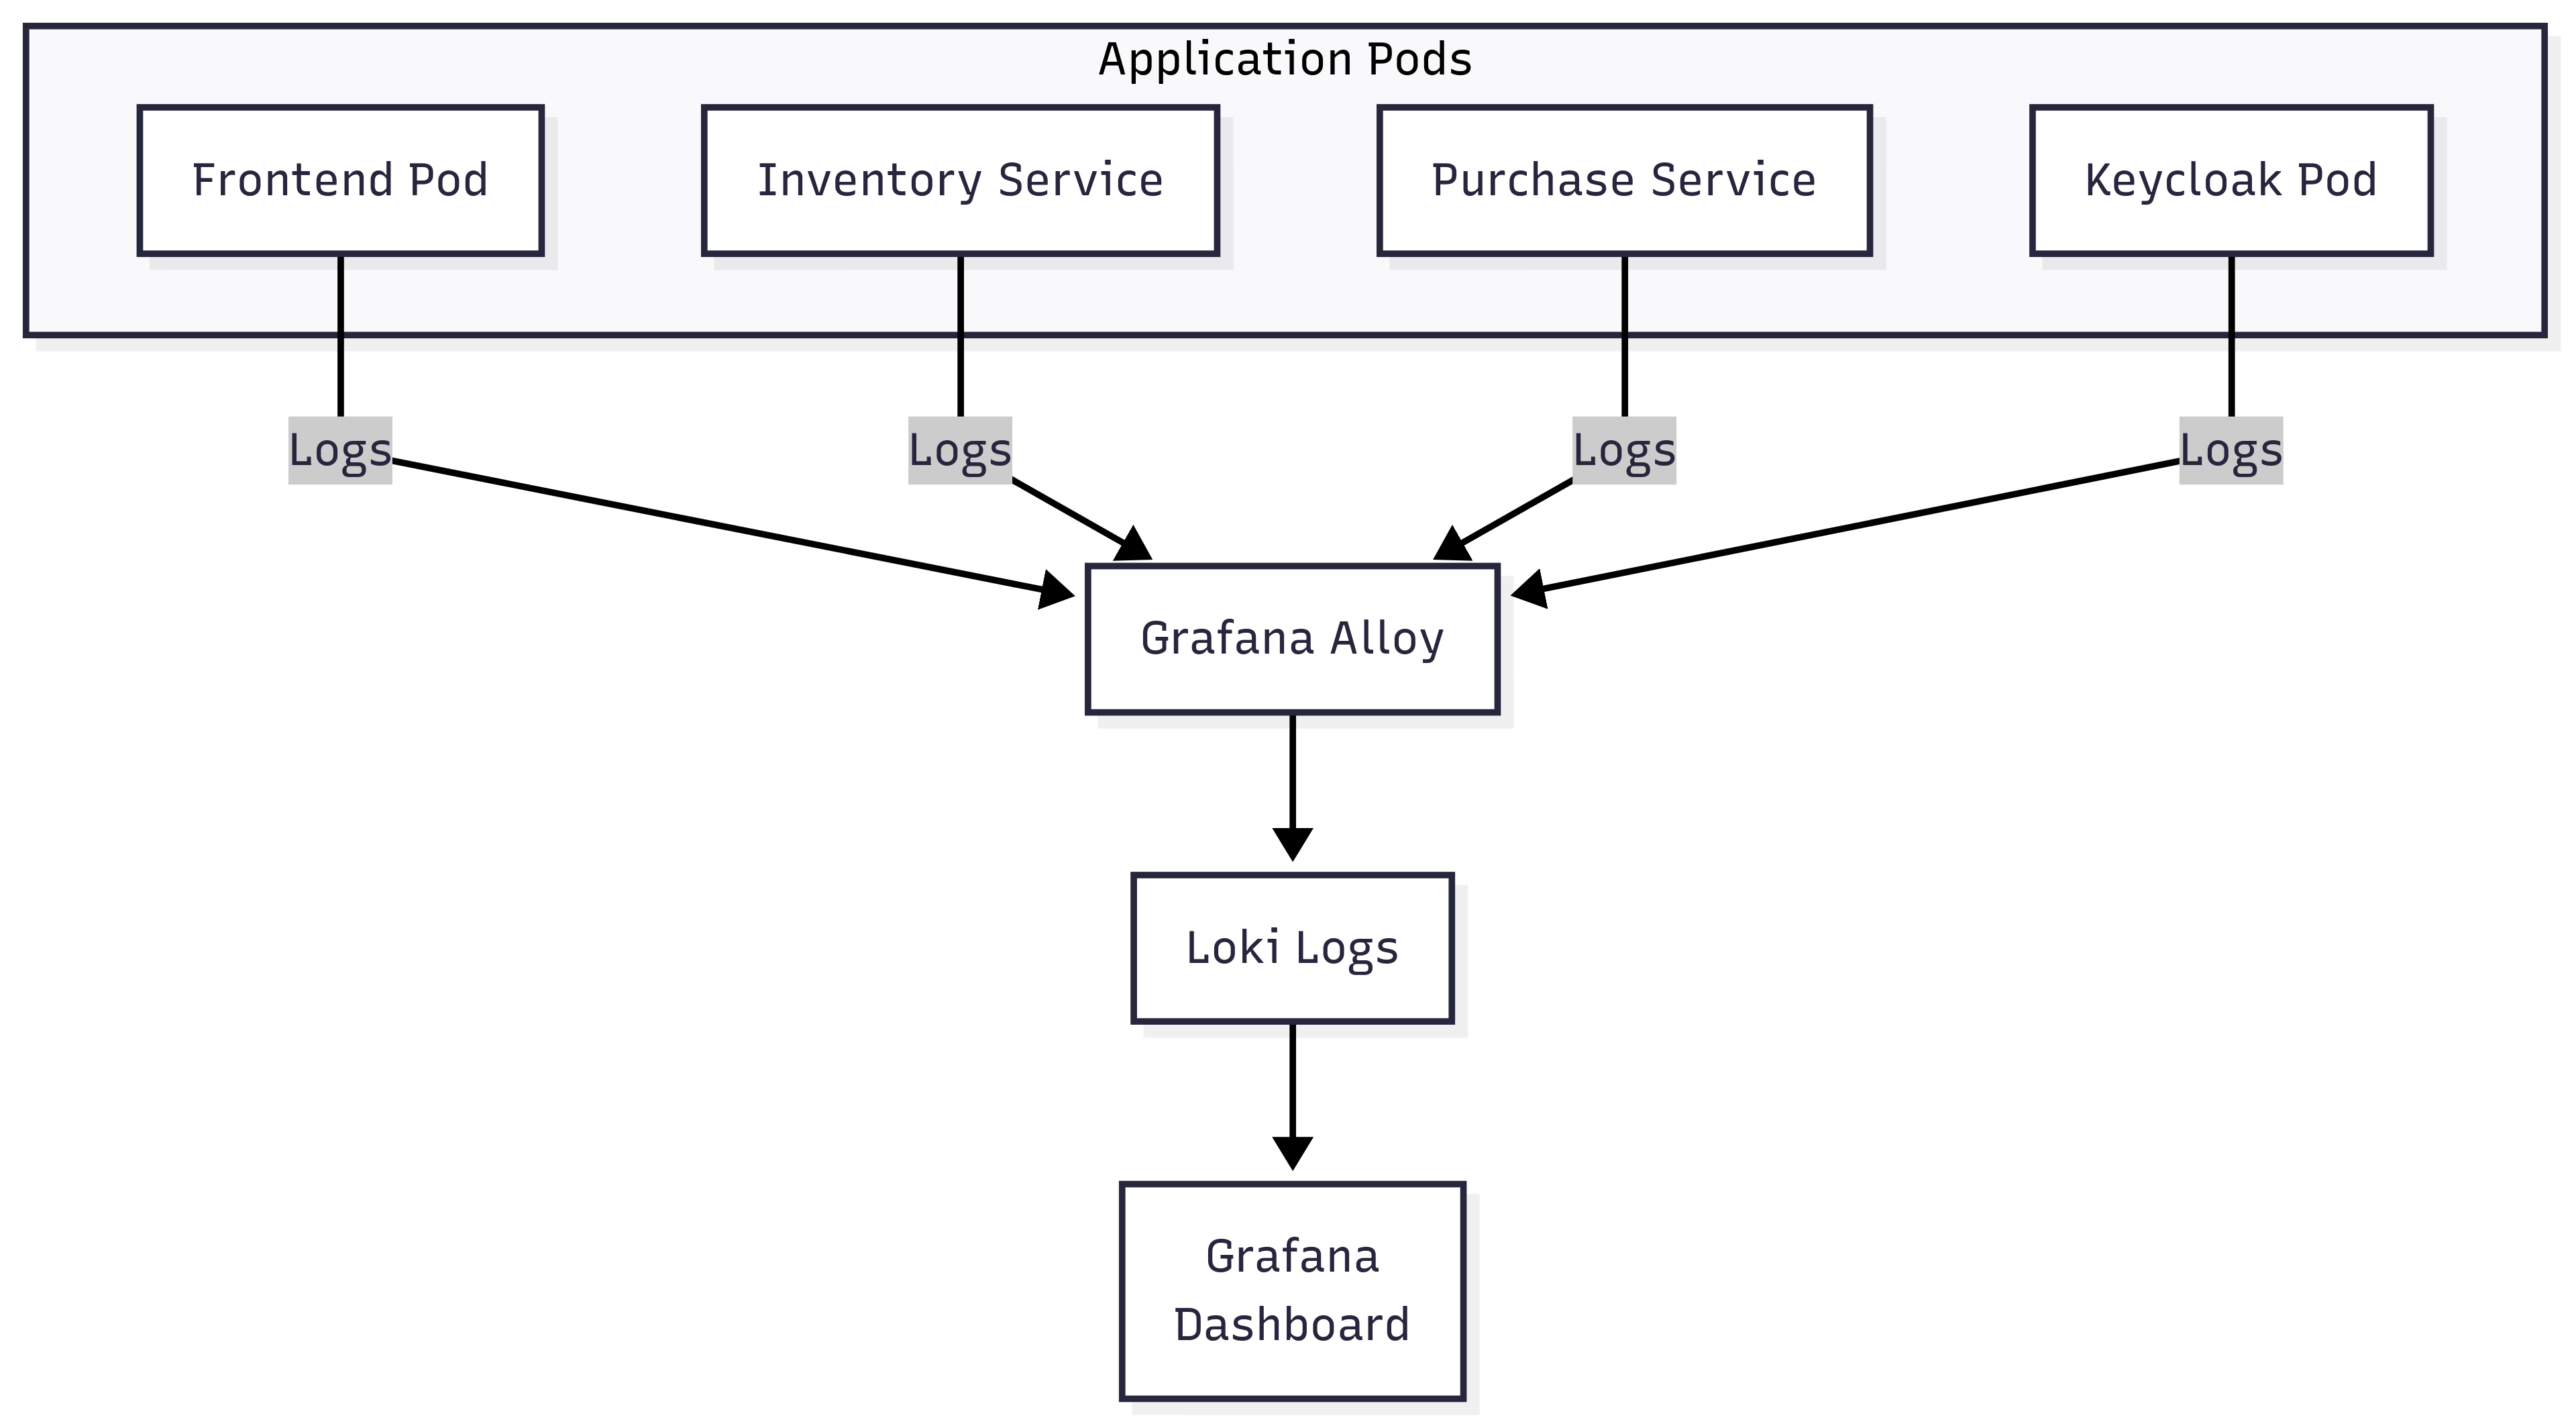 Application Pods
Frontend Pod
Inventory Service
Purchase Service
Keycloak Pod
Logs
Logs
Logs
Logs
Grafana Alloy
Loki Logs
Grafana
Dashboard